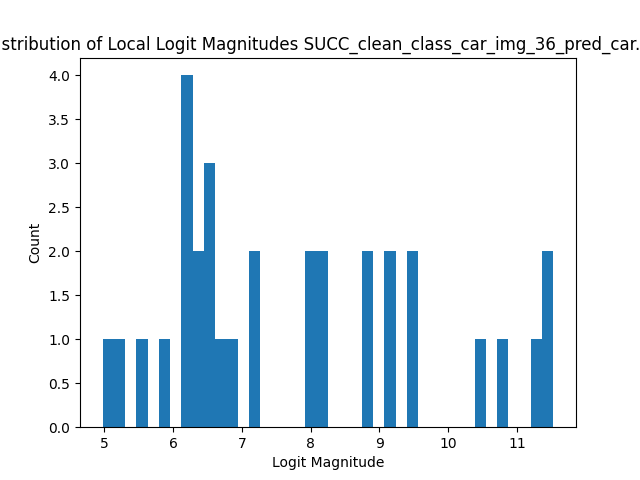 stribution of Local Logit Magnitudes SUCC_clean_class_car_img_36_pred_car.
4.0
3.5
3.0
2.5
2.0
1.5
1.0
0.5
0.0
Count
5 6 7 8 9 10 11
Logit Magnitude